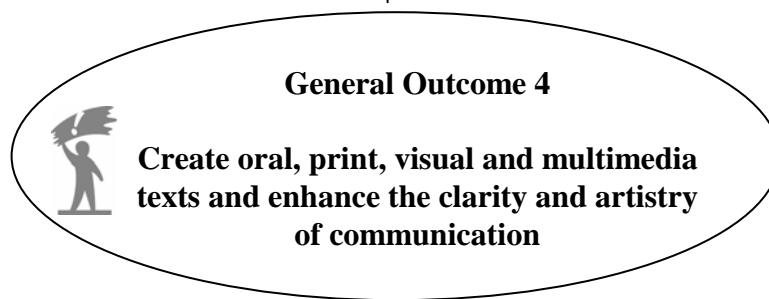 General Outcome 4
Create oral, print, visual and multimedia
texts and enhance the clarity and artistry
of communication